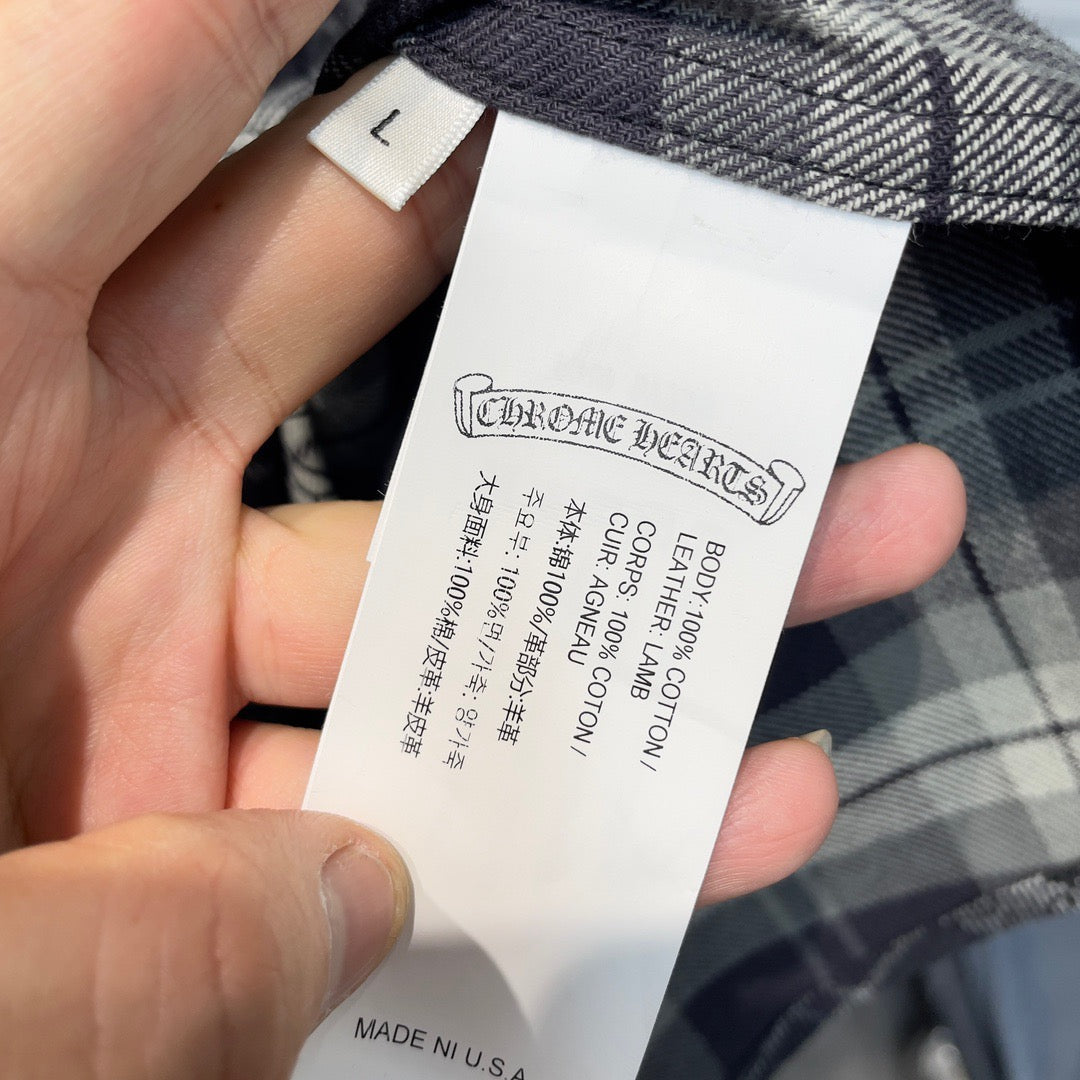 L
CHROME HEARTS
BODY: 100% COTTON /
LEATHER: LAMB
CORPS: 100% COTON /
CUIR: AGNEAU
本体:锦100%/革部分:羊革
주요부: 100%면/가죽: 양가죽
大身面料:100%棉/皮革:羊皮革
MADE NI U.S.A